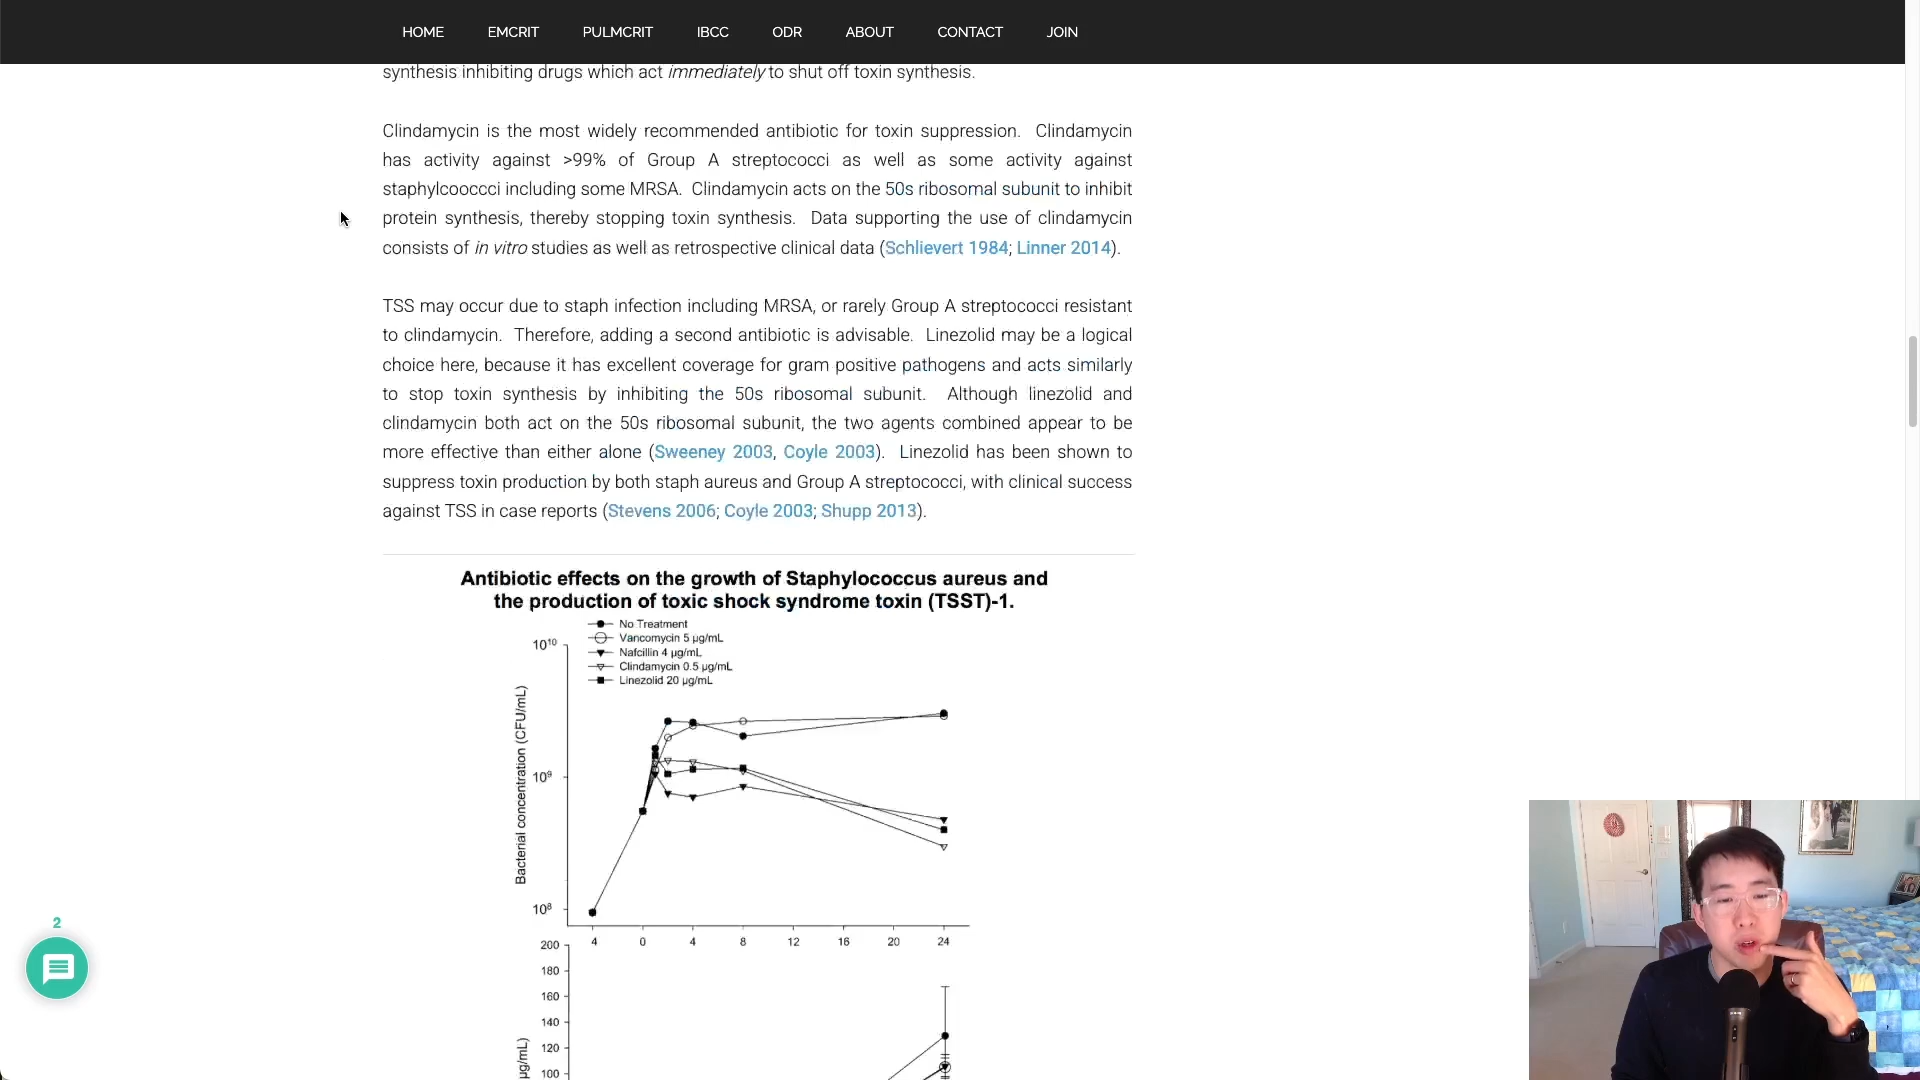 HOME EMCRIT PULMCRIT IBCC ODR ABOUT CONTACT JOIN
synthesis inhibiting drugs which act immediately to shut off toxin synthesis.
Clindamycin is the most widely recommended antibiotic for toxin suppression. Clindamycin
has activity against >99% of Group A streptococci as well as some activity against
staphylcooccci including some MRSA. Clindamycin acts on the 50s ribosomal subunit to inhibit
protein synthesis, thereby stopping toxin synthesis. Data supporting the use of clindamycin
consists of in vitro studies as well as retrospective clinical data (Schlievert 1984; Linner 2014).
TSS may occur due to staph infection including MRSA, or rarely Group A streptococci resistant
to clindamycin. Therefore, adding a second antibiotic is advisable. Linezolid may be a logical
choice here, because it has excellent coverage for gram positive pathogens and acts similarly
to stop toxin synthesis by inhibiting the 50s ribosomal subunit. Although linezolid and
clindamycin both act on the 50s ribosomal subunit, the two agents combined appear to be
more effective than either alone (Sweeney 2003, Coyle 2003). Linezolid has been shown to
suppress toxin production by both staph aureus and Group A streptococci, with clinical success
against TSS in case reports (Stevens 2006; Coyle 2003; Shupp 2013).
Antibiotic effects on the growth of Staphylococcus aureus and
the production of toxic shock syndrome toxin (TSST)-1.
No Treatment
Vancomycin 5 µg/mL
Nafcillin 4 µg/mL
Clindamycin 0.5 µg/mL
Linezolid 20 µg/mL
Bacterial concentration (CFU/mL)
10¹⁰
10⁹
10⁸
4 0 4 8 12 16 20 24
200
180
160
140
120
100
µg/mL)
2